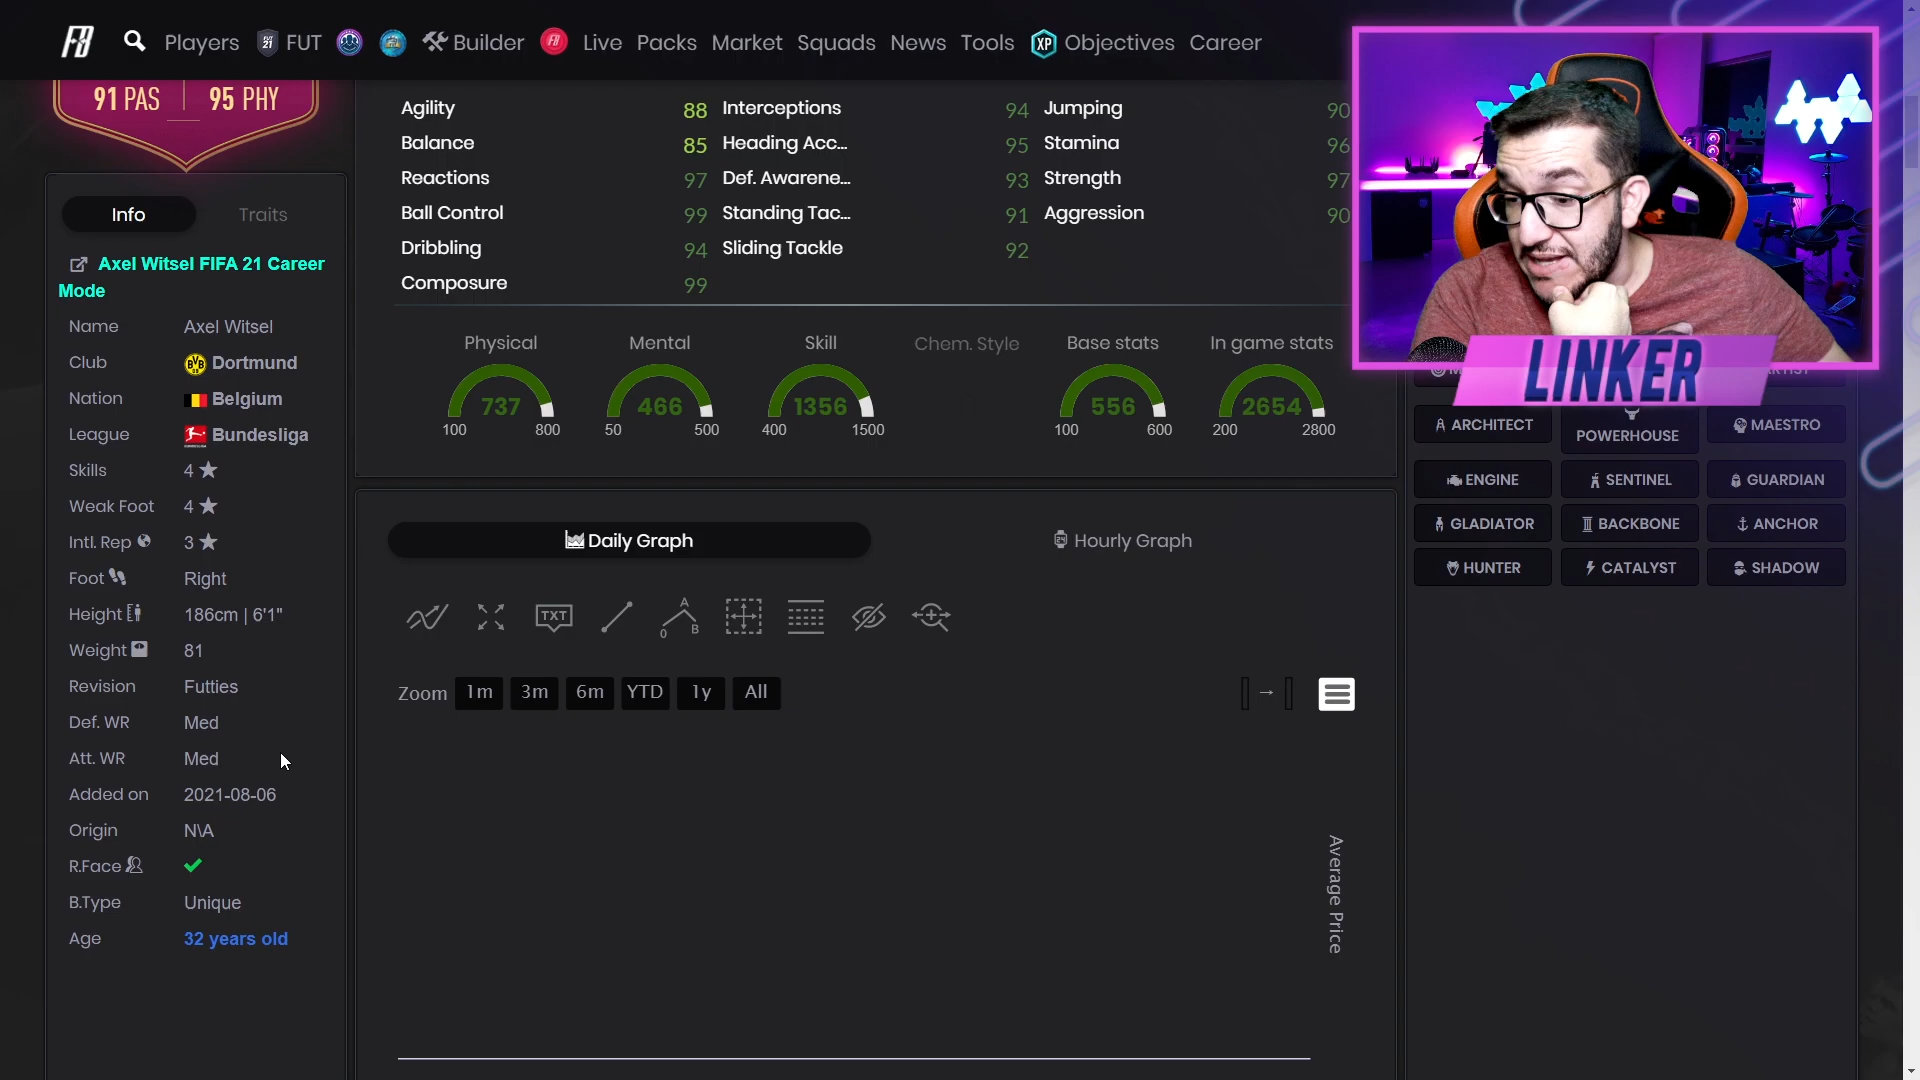 Players FUT Builder Live Packs Market Squads News Tools XP Objectives Career
91 PAS 95 PHY
Agility 88 Interceptions 94 Jumping 90
Balance 85 Heading Acc... 95 Stamina 96
Reactions 97 Def. Awarene... 93 Strength 97
Ball Control 99 Standing Tac... 91 Aggression 90
Dribbling 94 Sliding Tackle 92
Composure 99
Info Traits
Axel Witsel FIFA 21 Career
Mode
Name Axel Witsel
Club Dortmund
Nation Belgium
League Bundesliga
Skills 4
Weak Foot 4
Intl. Rep 3
Foot Right
Height 186cm | 6'1"
Weight 81
Revision Futties
Def. WR Med
Att. WR Med
Added on 2021-08-06
Origin N\A
R.Face
B.Type Unique
Age 32 years old
Physical Mental Skill Chem. Style Base stats In game stats
737 466 1356 556 2654
100 800 50 500 400 1500 100 600 200 2800
Daily Graph Hourly Graph
TXT
A
0 B
Zoom 1m 3m 6m YTD 1y All
→
Average Price
LINKER
ARCHITECT POWERHOUSE MAESTRO
ENGINE SENTINEL GUARDIAN
GLADIATOR BACKBONE ANCHOR
HUNTER CATALYST SHADOW